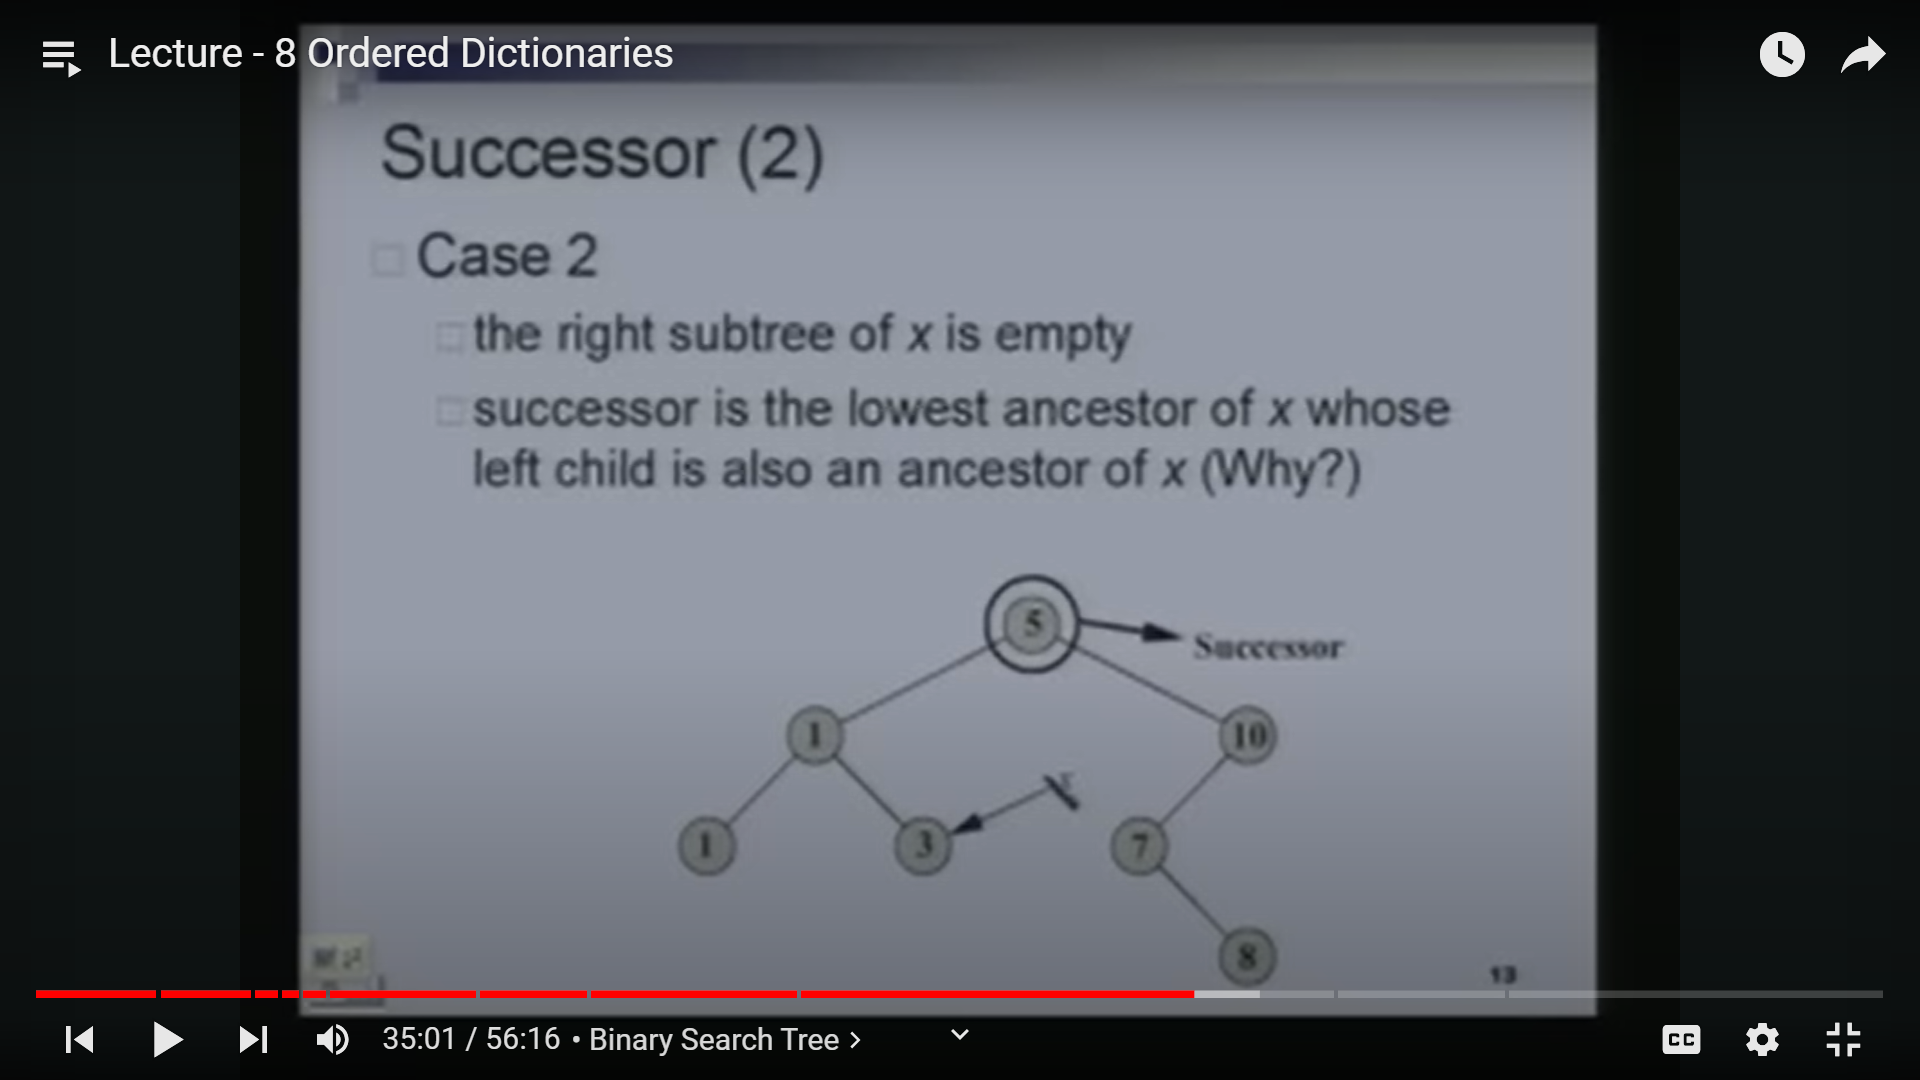 Lecture - 8 Ordered Dictionaries
Successor (2)
Case 2
the right subtree of x is empty
successor is the lowest ancestor of x whose
left child is also an ancestor of x (Why?)
5
Successor
1
10
1
3
7
8
13
35:01 / 56:16 • Binary Search Tree >
CC